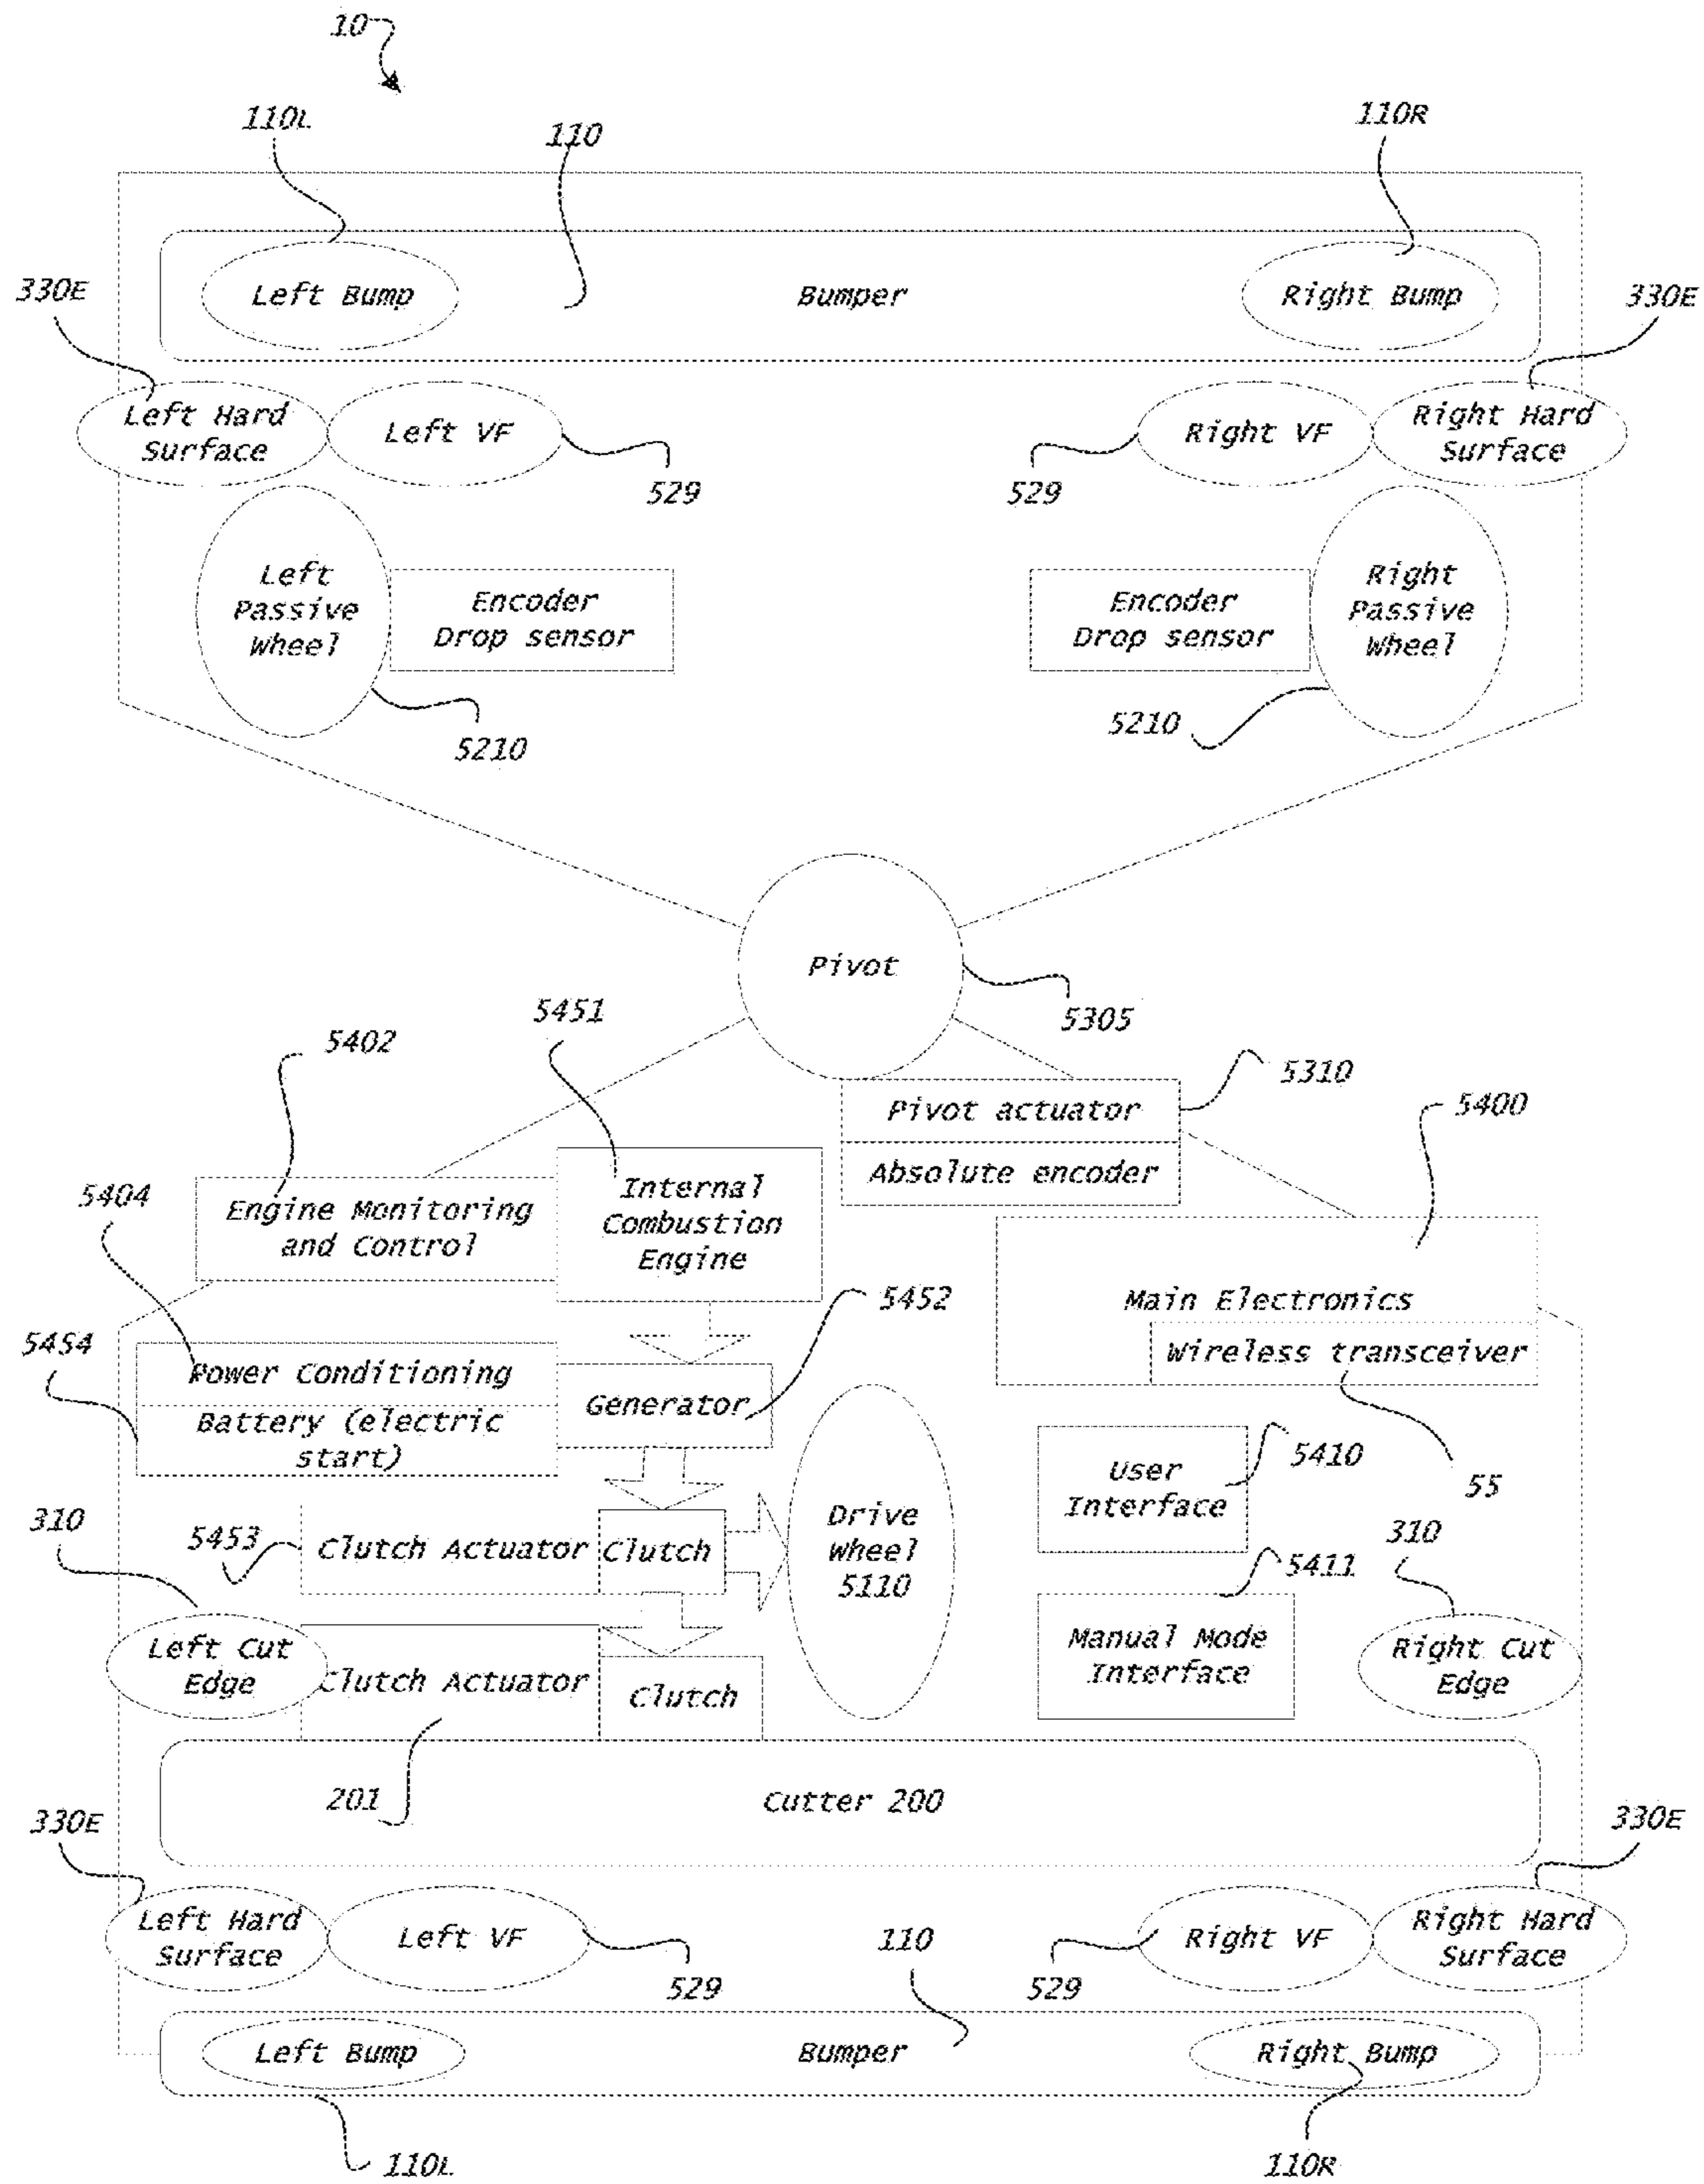 10
110L
110
110R
Left Bump
Bumper
Right Bump
330E
330E
Left Hard
Surface
Left VF
Right VF
Right Hard
Surface
529
529
Left
Passive
Wheel
Encoder
Drop sensor
Encoder
Drop sensor
Right
Passive
Wheel
5210
5210
Pivot
5305
5451
5402
5310
Pivot actuator
5400
Absolute encoder
5404
Engine Monitoring
and Control
Internal
Combustion
Engine
5452
Main Electronics
Wireless transceiver
5454
Power Conditioning
Battery (electric
start)
Generator
5410
55
User
Interface
310
5453
Clutch Actuator
Clutch
Drive
Wheel
5110
5411
310
Left Cut
Edge
Clutch Actuator
Clutch
Manual Mode
Interface
Right Cut
Edge
201
Cutter 200
330E
330E
Left Hard
Surface
Left VF
110
Right VF
Right Hard
Surface
529
529
Left Bump
Bumper
Right Bump
110L
110R